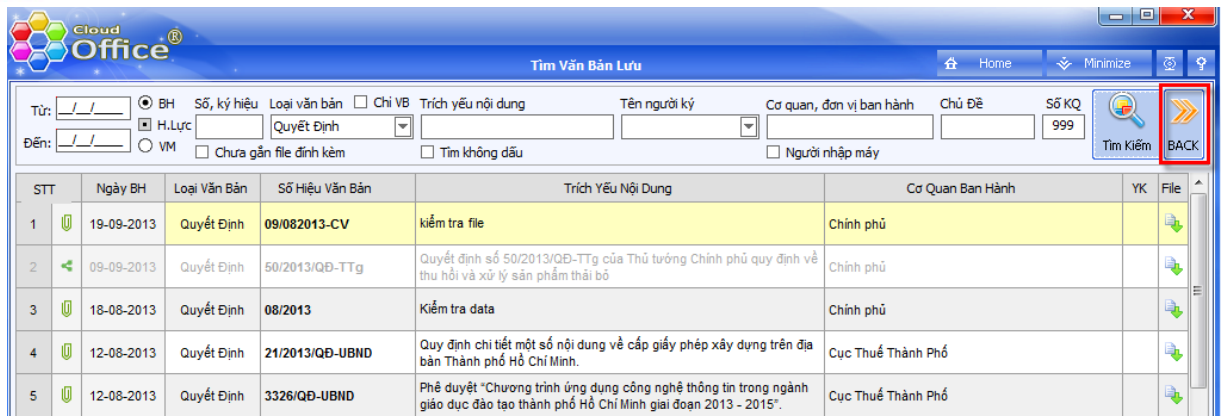 Cloud
Office®
Tìm Văn Bản Lưu
Home
Minimize
Từ: _/_/__
BH
Số, ký hiệu
Loại văn bản
Chỉ VB
Trích yếu nội dung
Tên người ký
Cơ quan, đơn vị ban hành
Chủ Đề
Số KQ
H.Lực
Quyết Định
999
Đến: _/_/__
VM
Chưa gắn file đính kèm
Tìm không dấu
Người nhập máy
Tìm Kiếm
BACK
STT
Ngày BH
Loại Văn Bản
Số Hiệu Văn Bản
Trích Yếu Nội Dung
Cơ Quan Ban Hành
YK
File
1 19-09-2013 Quyết Định 09/082013-CV kiểm tra file Chính phủ
2 09-09-2013 Quyết Định 50/2013/QĐ-TTg Quyết định số 50/2013/QĐ-TTg của Thủ tướng Chính phủ quy định về Chính phủ
thu hồi và xử lý sản phẩm thải bỏ
3 18-08-2013 Quyết Định 08/2013 Kiểm tra data Chính phủ
4 12-08-2013 Quyết Định 21/2013/QĐ-UBND Quy định chi tiết một số nội dung về cấp giấy phép xây dựng trên địa Cục Thuế Thành Phố
bàn Thành phố Hồ Chí Minh.
5 12-08-2013 Quyết Định 3326/QĐ-UBND Phê duyệt “Chương trình ứng dụng công nghệ thông tin trong ngành Cục Thuế Thành Phố
giáo dục đào tạo thành phố Hồ Chí Minh giai đoạn 2013 - 2015”.